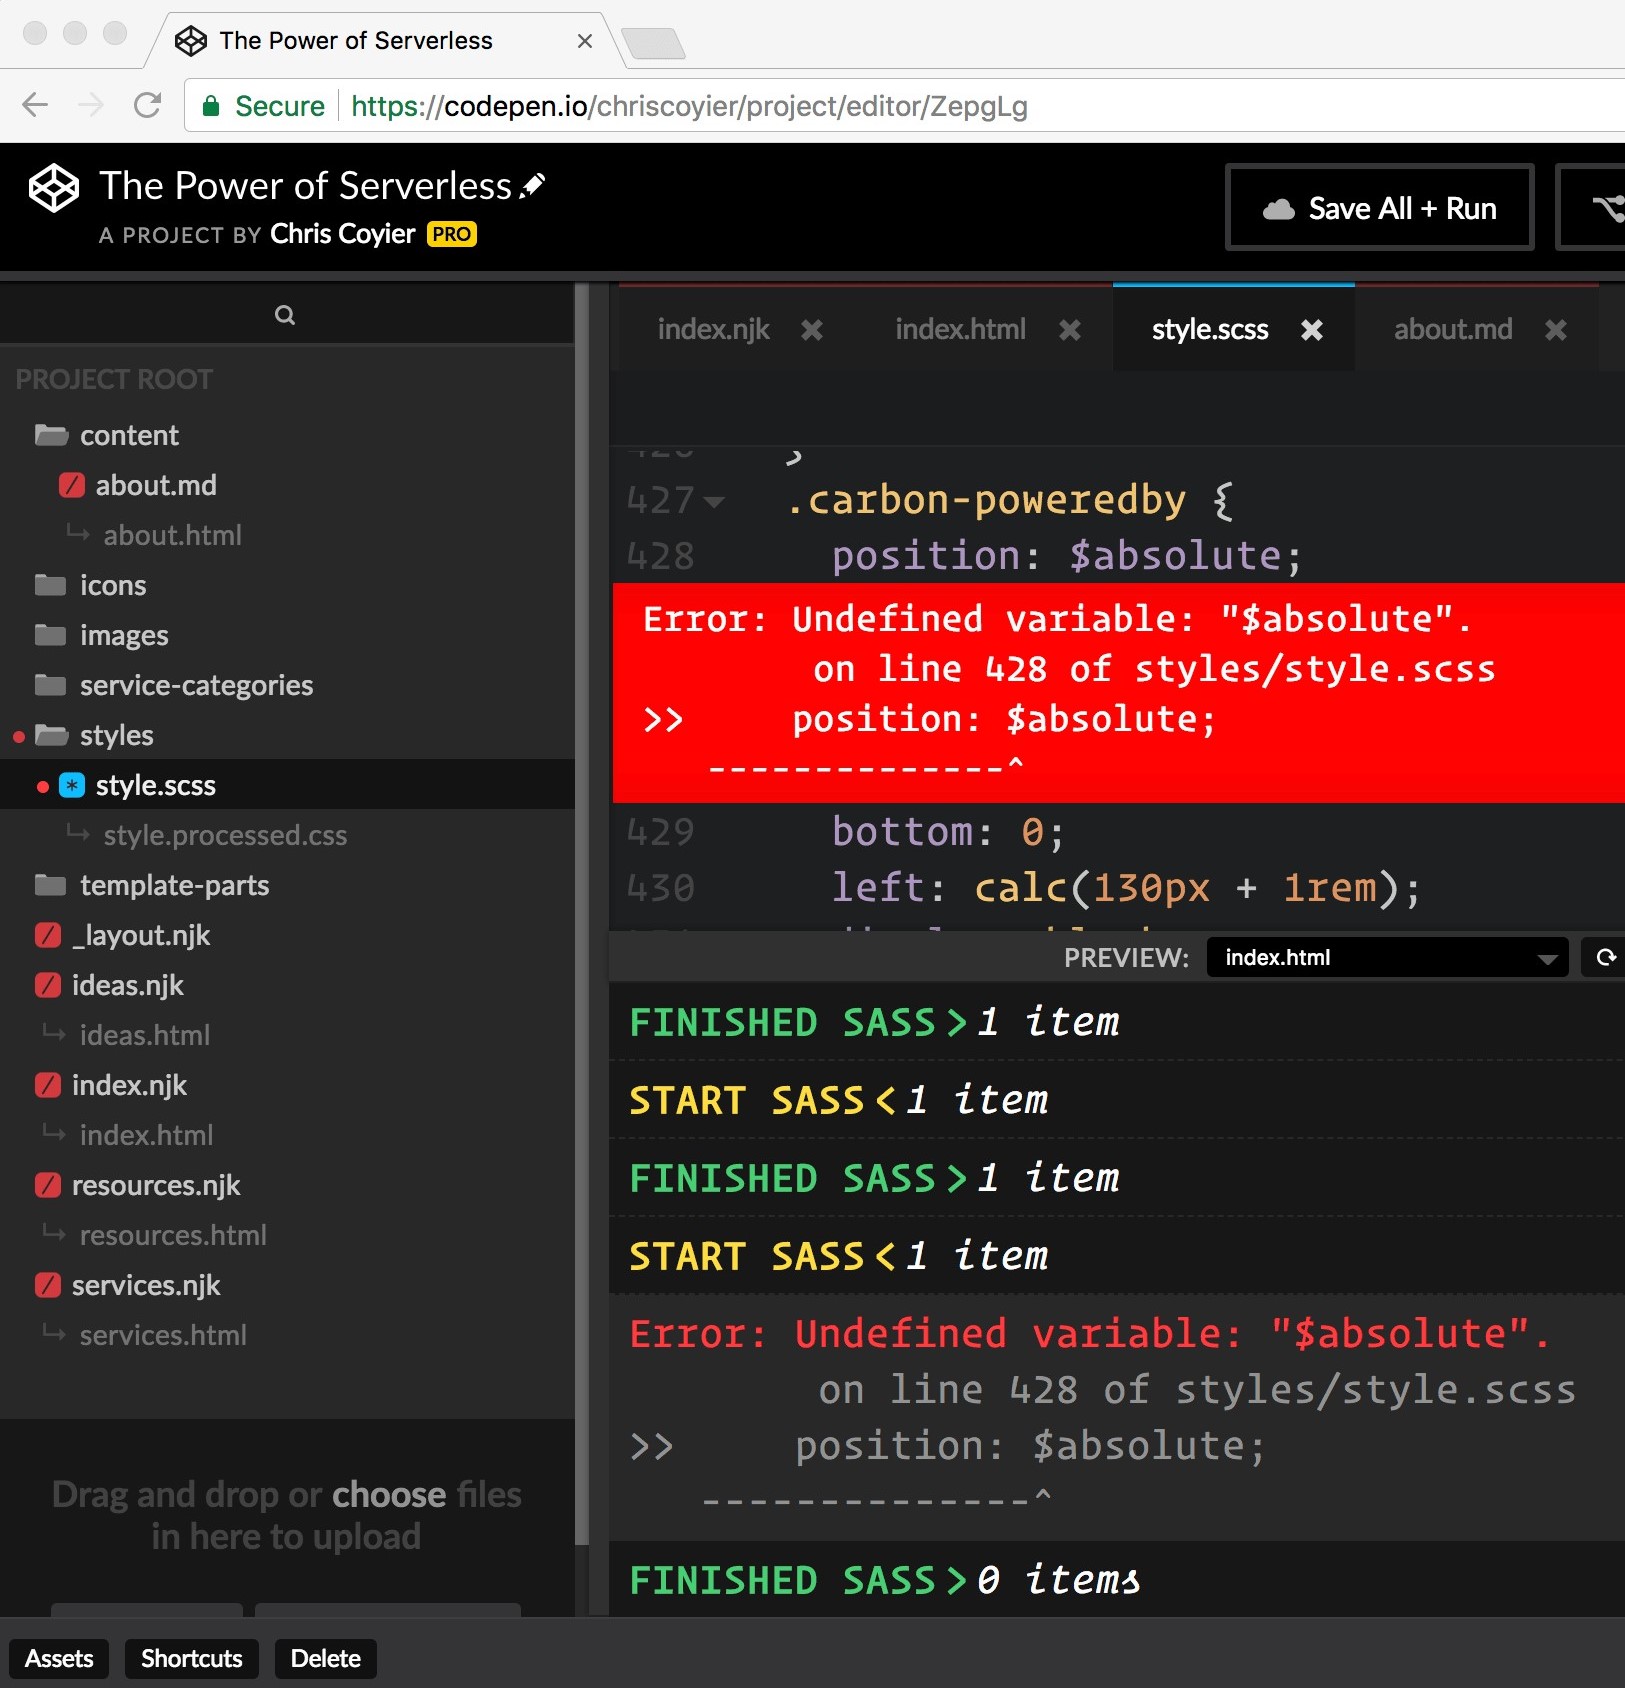 The Power of Serverless
Secure https://codepen.io/chriscoyier/project/editor/ZepgLg
The Power of Serverless
A PROJECT BY Chris Coyier PRO
Save All + Run
PROJECT ROOT
content
about.md
about.html
icons
images
service-categories
styles
style.scss
style.processed.css
template-parts
_layout.njk
ideas.njk
ideas.html
index.njk
index.html
resources.njk
resources.html
services.njk
services.html
Drag and drop or choose files
in here to upload
index.njk index.html style.scss about.md
}
427 .carbon-poweredby {
428 position: $absolute;
Error: Undefined variable: "$absolute".
on line 428 of styles/style.scss
>> position: $absolute;
--------------^
429 bottom: 0;
430 left: calc(130px + 1rem);
PREVIEW: index.html
FINISHED SASS > 1 item
START SASS < 1 item
FINISHED SASS > 1 item
START SASS < 1 item
Error: Undefined variable: "$absolute".
on line 428 of styles/style.scss
>> position: $absolute;
--------------^
FINISHED SASS > 0 items
Assets Shortcuts Delete